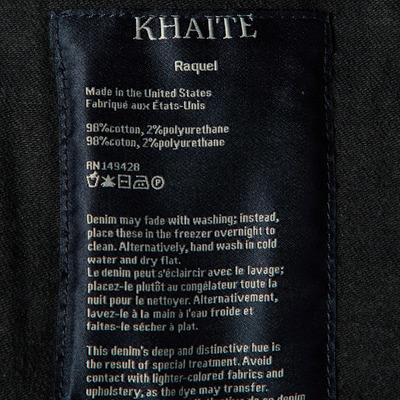 KHAITE
Raquel
Made in the United States
Fabriqué aux États-Unis
98%cotton, 2%polyurethane
98%cotton, 2%polyurethane
RN149428
Denim may fade with washing; instead,
place these in the freezer overnight to
clean. Alternatively, hand wash in cold
water and dry flat.
Le denim peut s'éclaircir avec le lavage;
placez-le plutôt au congélateur toute la
nuit pour le nettoyer. Alternativement,
lavez-le à la main à l'eau froide et
faites-le sécher à plat.
This denim's deep and distinctive hue is
the result of special treatment. Avoid
contact with lighter-colored fabrics and
upholstery, as the dye may transfer.